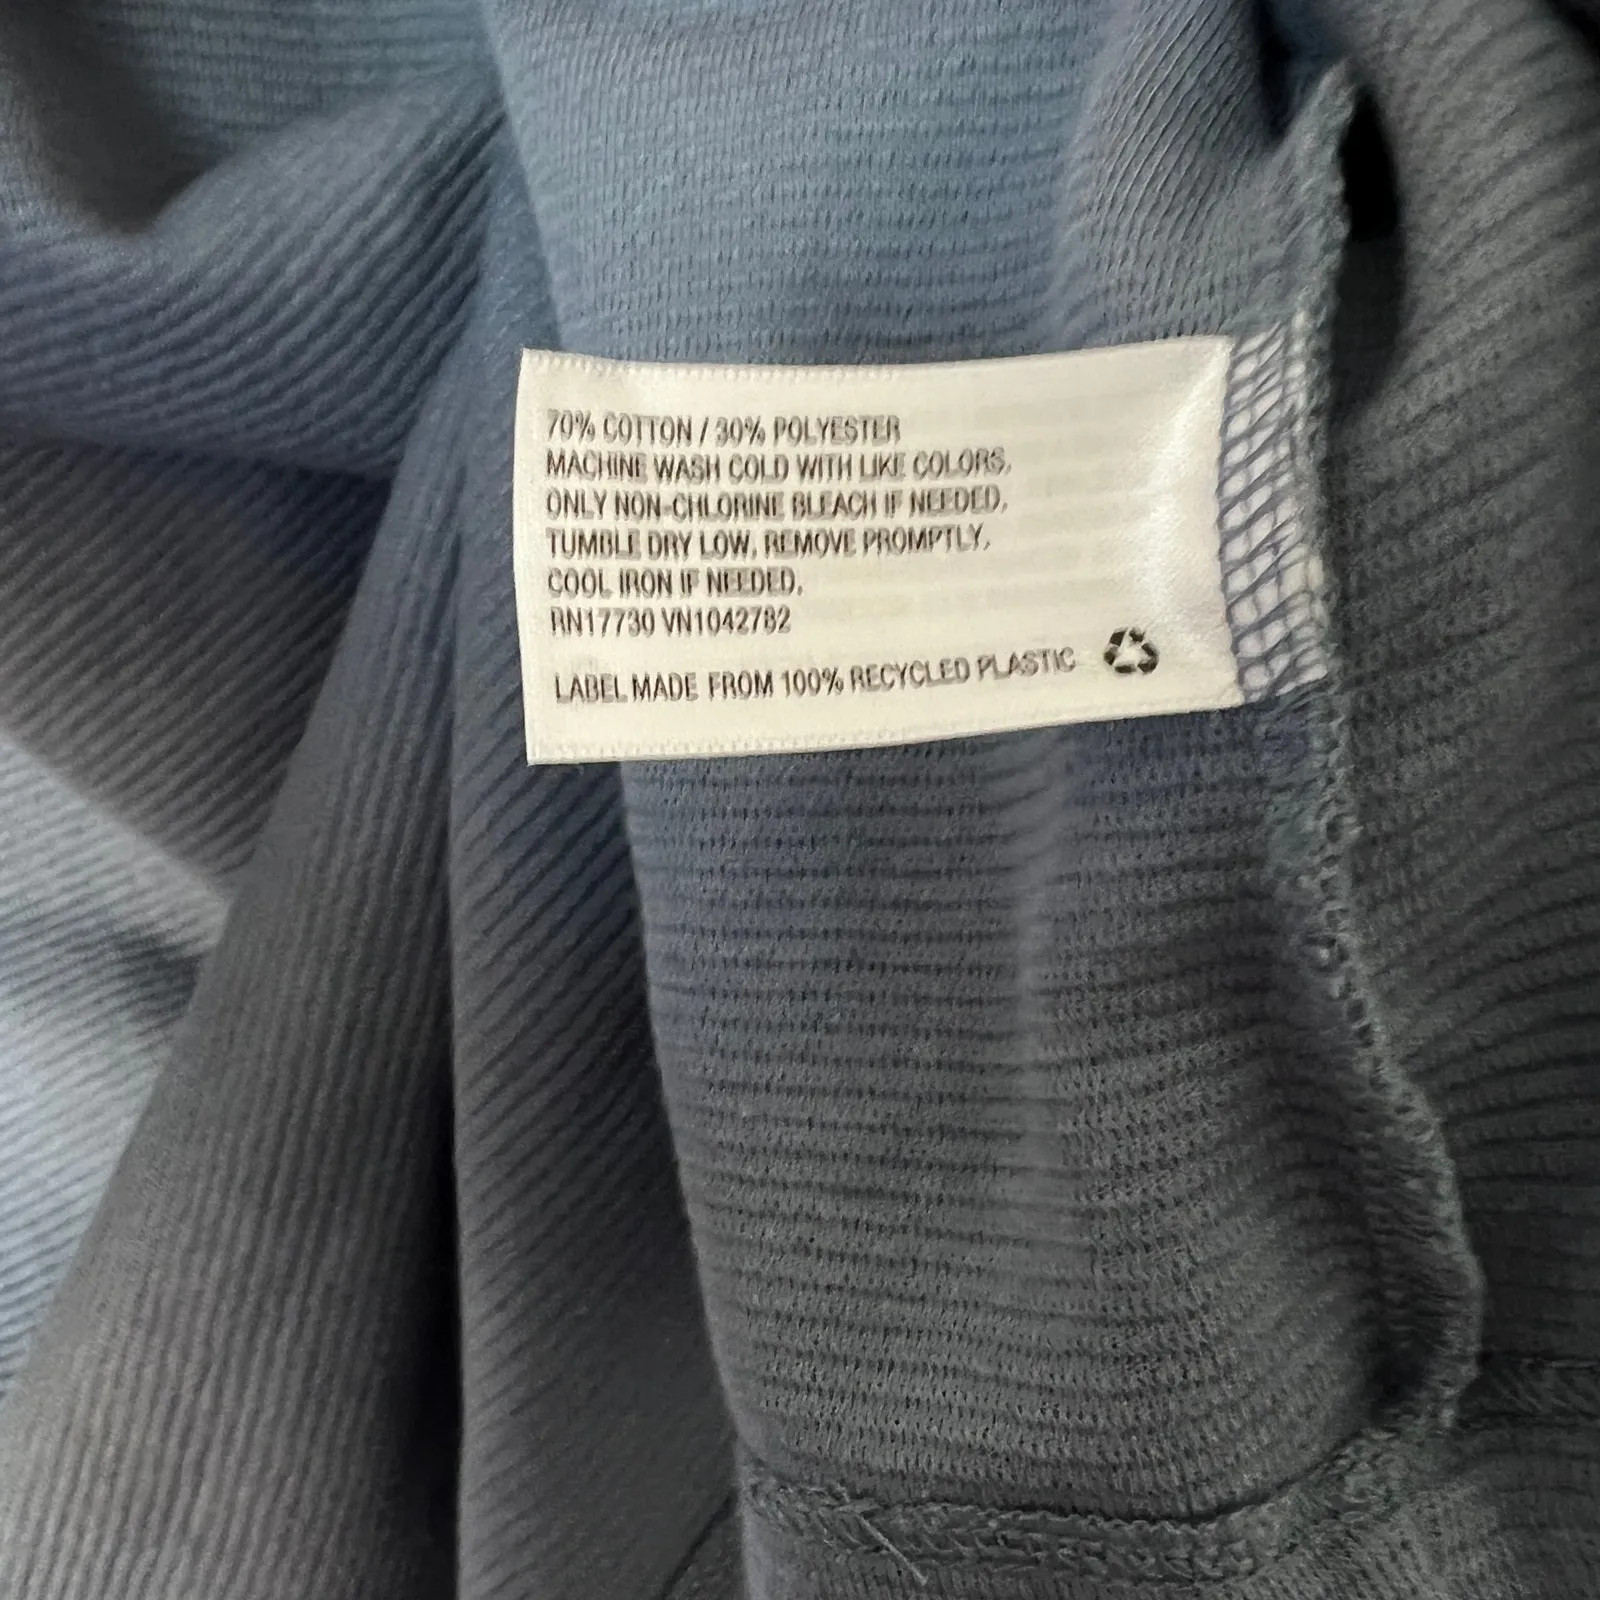 70% COTTON / 30% POLYESTER
MACHINE WASH COLD WITH LIKE COLORS.
ONLY NON-CHLORINE BLEACH IF NEEDED.
TUMBLE DRY LOW, REMOVE PROMPTLY.
COOL IRON IF NEEDED.
RN17730 VN1042782
LABEL MADE FROM 100% RECYCLED PLASTIC